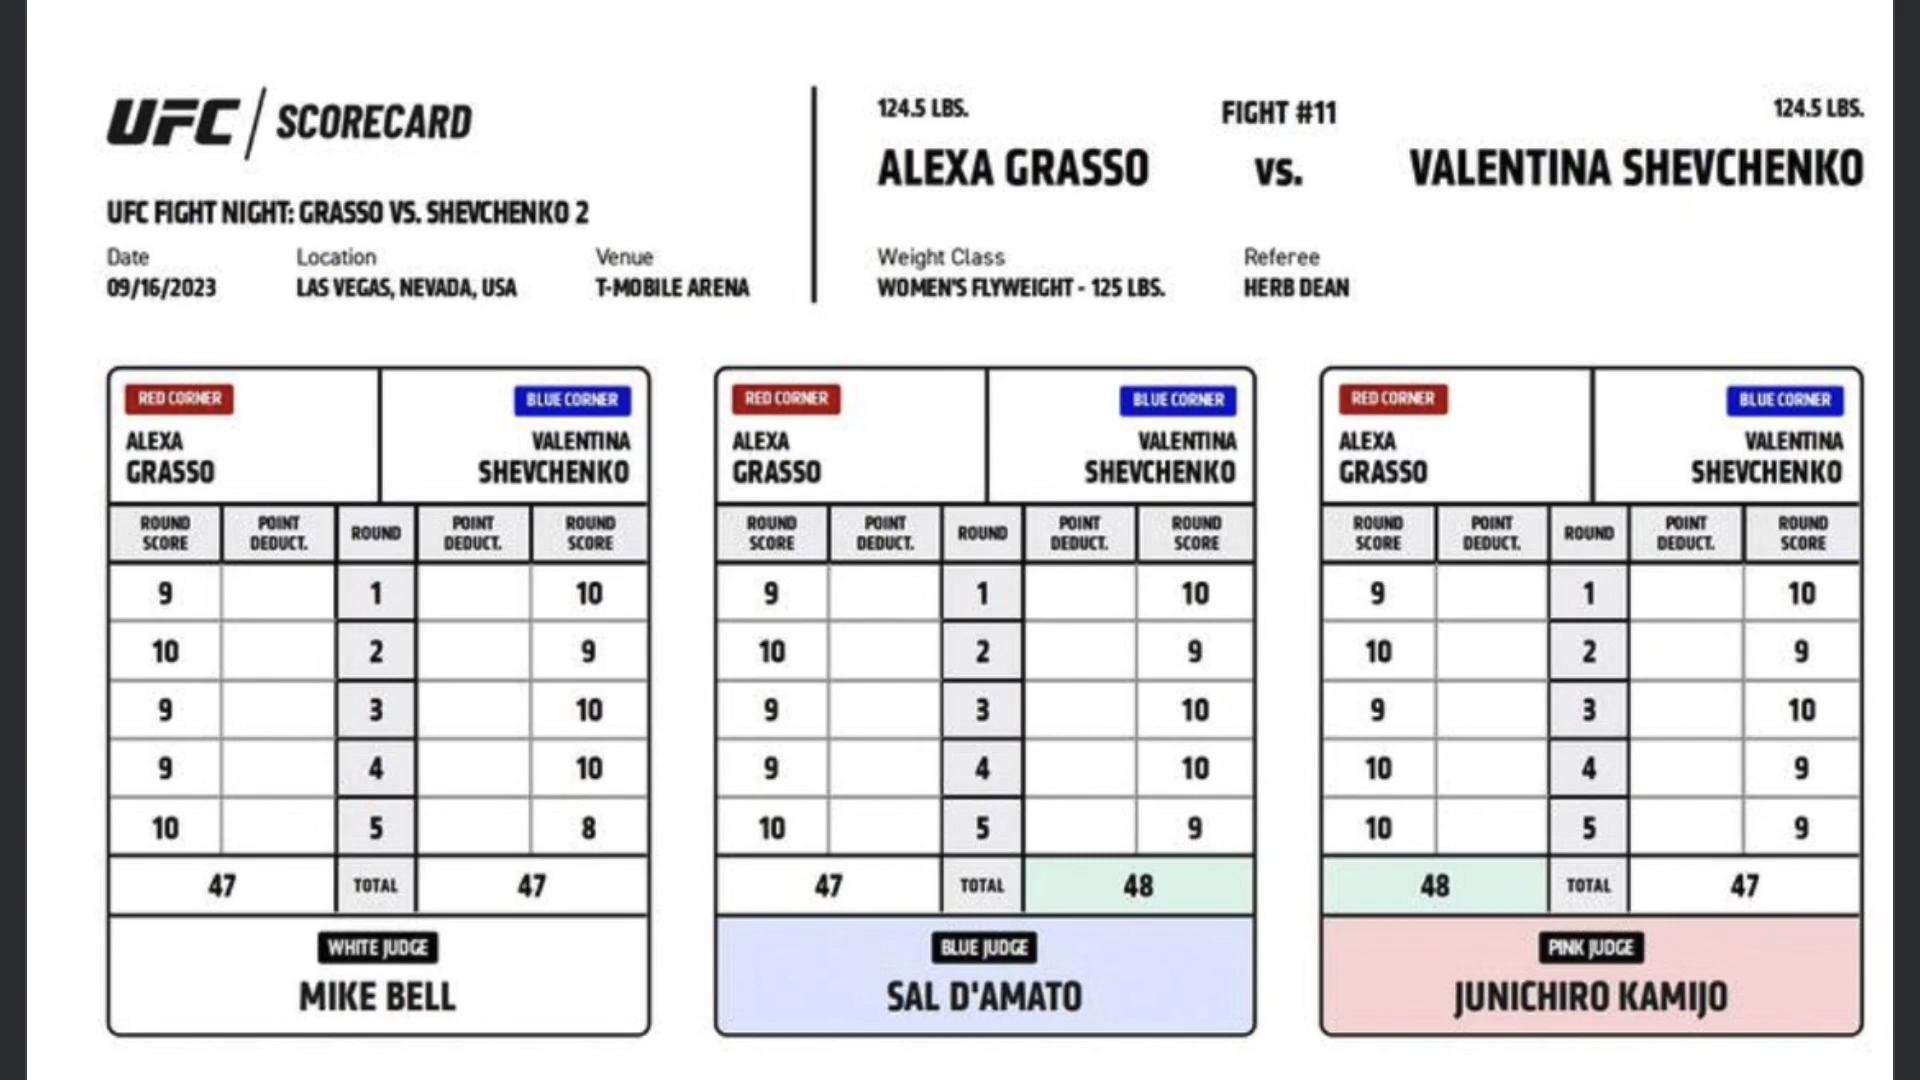 UFC / SCORECARD
UFC FIGHT NIGHT: GRASSO VS. SHEVCHENKO 2
Date Location Venue
09/16/2023 LAS VEGAS, NEVADA, USA T-MOBILE ARENA
124.5 LBS. FIGHT #11 124.5 LBS.
ALEXA GRASSO VS. VALENTINA SHEVCHENKO
Weight Class Referee
WOMEN'S FLYWEIGHT - 125 LBS. HERB DEAN
RED CORNER BLUE CORNER
ALEXA VALENTINA
GRASSO SHEVCHENKO
ROUND POINT ROUND POINT ROUND
SCORE DEDUCT. DEDUCT. SCORE
9 1 10
10 2 9
9 3 10
9 4 10
10 5 8
47 TOTAL 47
WHITE JUDGE
MIKE BELL
RED CORNER BLUE CORNER
ALEXA VALENTINA
GRASSO SHEVCHENKO
ROUND POINT ROUND POINT ROUND
SCORE DEDUCT. DEDUCT. SCORE
9 1 10
10 2 9
9 3 10
9 4 10
10 5 9
47 TOTAL 48
BLUE JUDGE
SAL D'AMATO
RED CORNER BLUE CORNER
ALEXA VALENTINA
GRASSO SHEVCHENKO
ROUND POINT ROUND POINT ROUND
SCORE DEDUCT. DEDUCT. SCORE
9 1 10
10 2 9
9 3 10
10 4 9
10 5 9
48 TOTAL 47
PINK JUDGE
JUNICHIRO KAMIJO